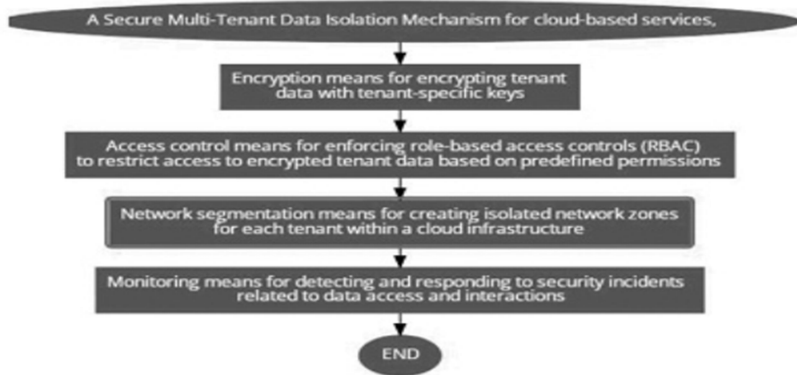 A Secure Multi-Tenant Data Isolation Mechanism for cloud-based services,
Encryption means for encrypting tenant
data with tenant-specific keys
Access control means for enforcing role-based access controls (RBAC)
to restrict access to encrypted tenant data based on predefined permissions
Network segmentation means for creating isolated network zones
for each tenant within a cloud infrastructure
Monitoring means for detecting and responding to security incidents
related to data access and interactions
END